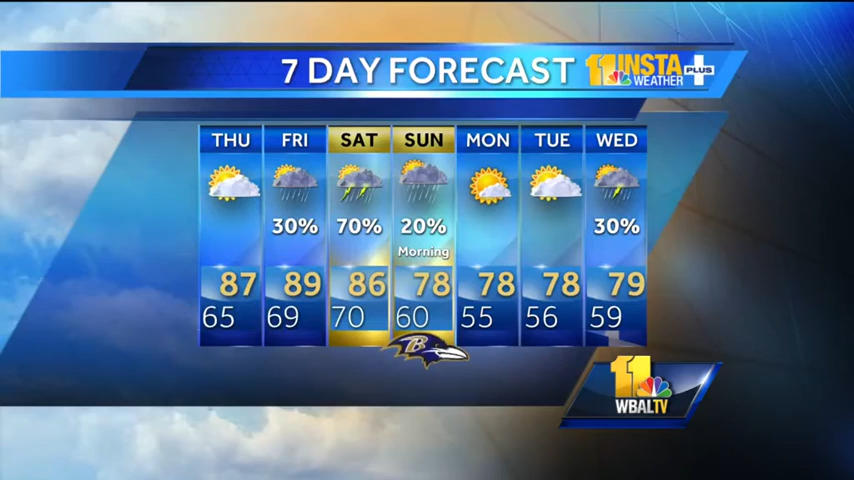 7 DAY FORECAST
11 INSTA
WEATHER PLUS
THU FRI SAT SUN MON TUE WED
30% 70% 20% 30%
Morning
87 89 86 78 78 78 79
65 69 70 60 55 56 59
B
11
WBALTV